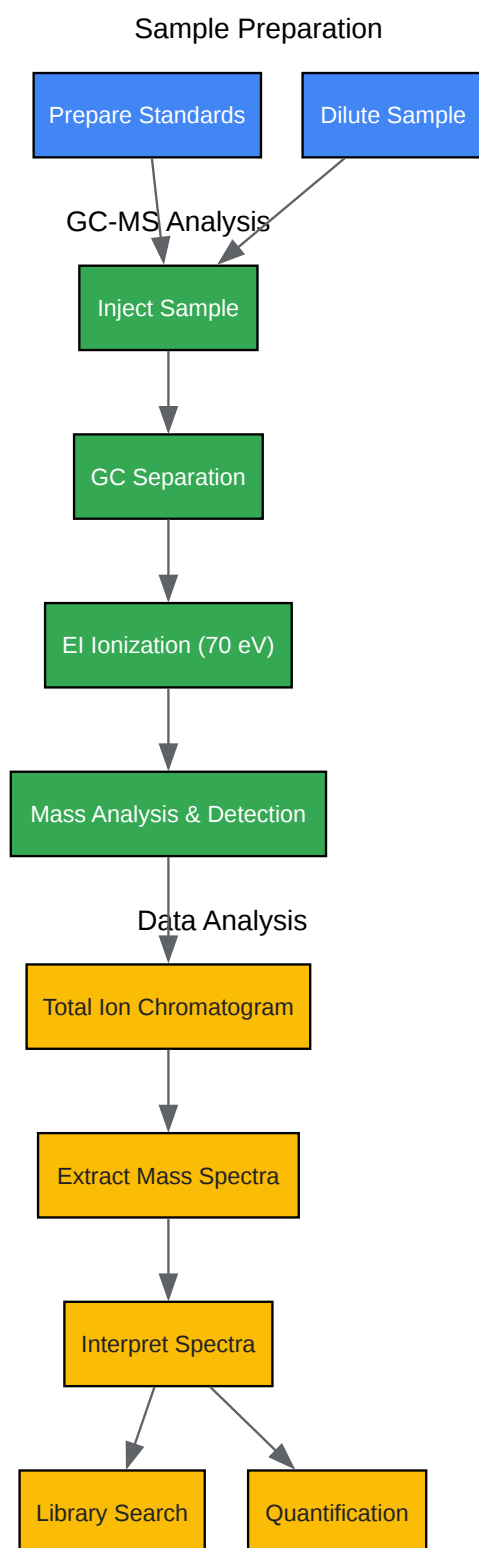 Sample Preparation
Prepare Standards
Dilute Sample
GC-MS Analysis
Inject Sample
GC Separation
EI Ionization (70 eV)
Mass Analysis & Detection
Data Analysis
Total Ion Chromatogram
Extract Mass Spectra
Interpret Spectra
Library Search
Quantification